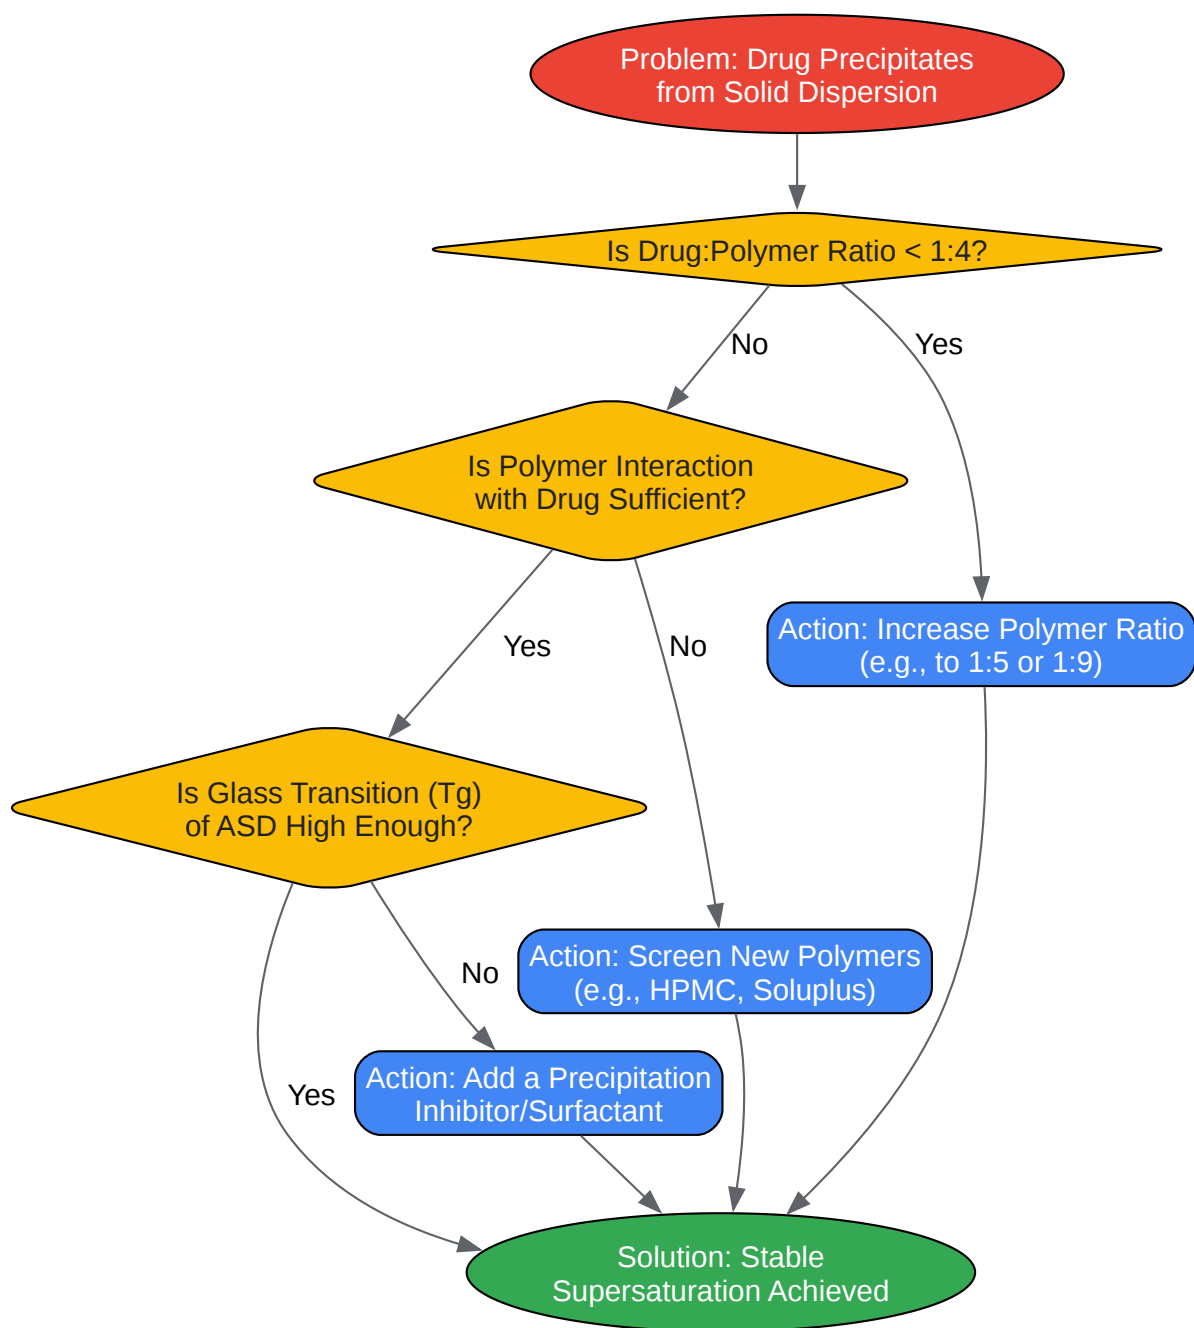 Problem: Drug Precipitates
from Solid Dispersion
Is Drug:Polymer Ratio < 1:4?
No
Yes
Is Polymer Interaction
with Drug Sufficient?
Yes
No
Action: Increase Polymer Ratio
(e.g., to 1:5 or 1:9)
Is Glass Transition (Tg)
of ASD High Enough?
No
Action: Screen New Polymers
(e.g., HPMC, Soluplus)
Yes
Action: Add a Precipitation
Inhibitor/Surfactant
Solution: Stable
Supersaturation Achieved